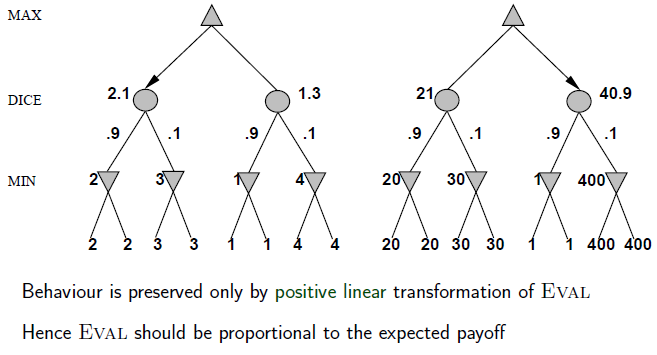 MAX
DICE 2.1 1.3 21 40.9
.9 .1 .9 .1 .9 .1 .9 .1
MIN 2 3 1 4 20 30 1 400
2 2 3 3 1 1 4 4 20 20 30 30 1 1 400 400
Behaviour is preserved only by positive linear transformation of EVAL
Hence EVAL should be proportional to the expected payoff